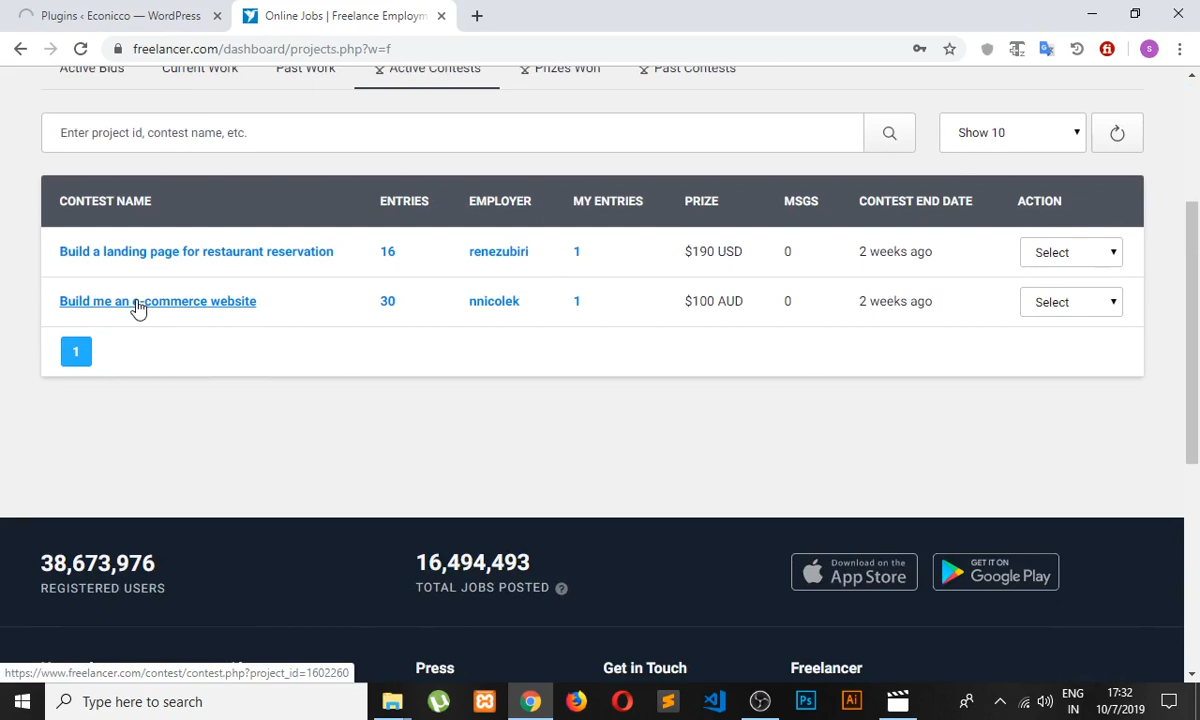 Plugins ‹ Econicco — WordPress
Online Jobs | Freelance Employm
freelancer.com/dashboard/projects.php?w=f
Active Bids Current Work Past Work Active Contests Prizes Won Past Contests
Enter project id, contest name, etc.
Show 10
CONTEST NAME ENTRIES EMPLOYER MY ENTRIES PRIZE MSGS CONTEST END DATE ACTION
Build a landing page for restaurant reservation 16 renezubiri 1 $190 USD 0 2 weeks ago Select
Build me an e-commerce website 30 nnicolek 1 $100 AUD 0 2 weeks ago Select
1
38,673,976
REGISTERED USERS
16,494,493
TOTAL JOBS POSTED ?
Download on the
App Store
GET IT ON
Google Play
Press Get in Touch Freelancer
https://www.freelancer.com/contest/contest.php?project_id=1602260
Type here to search
Ps
Ai
ENG
IN
17:32
10/7/2019